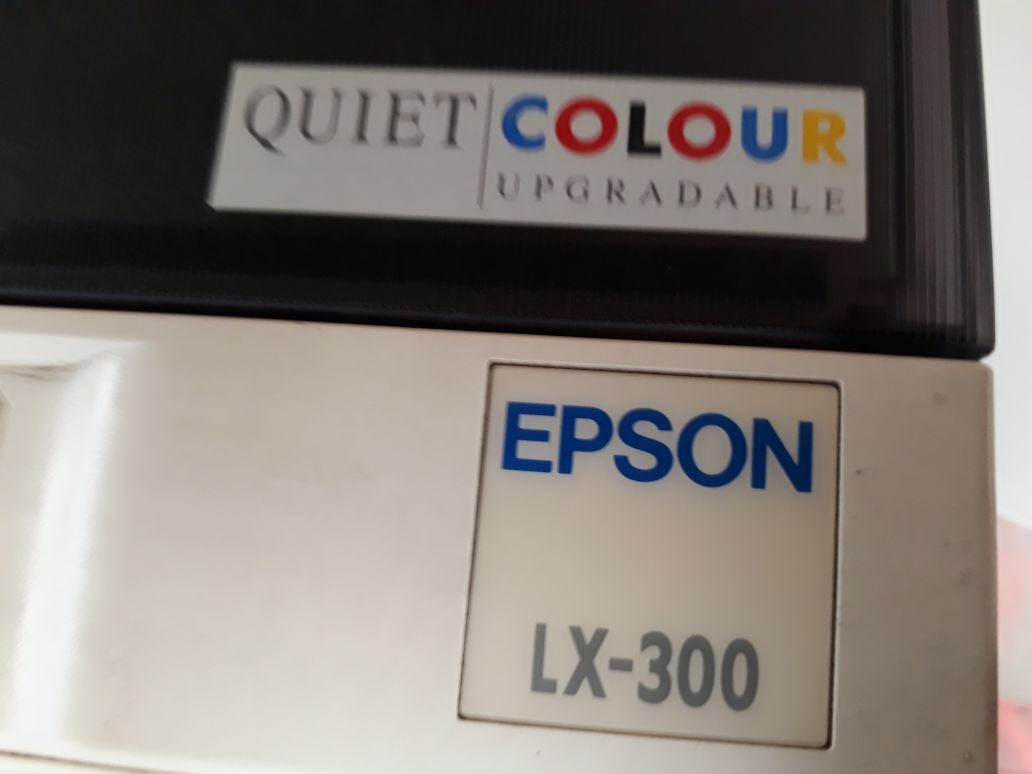 QUIET COLOUR
UPGRADABLE
EPSON
LX-300